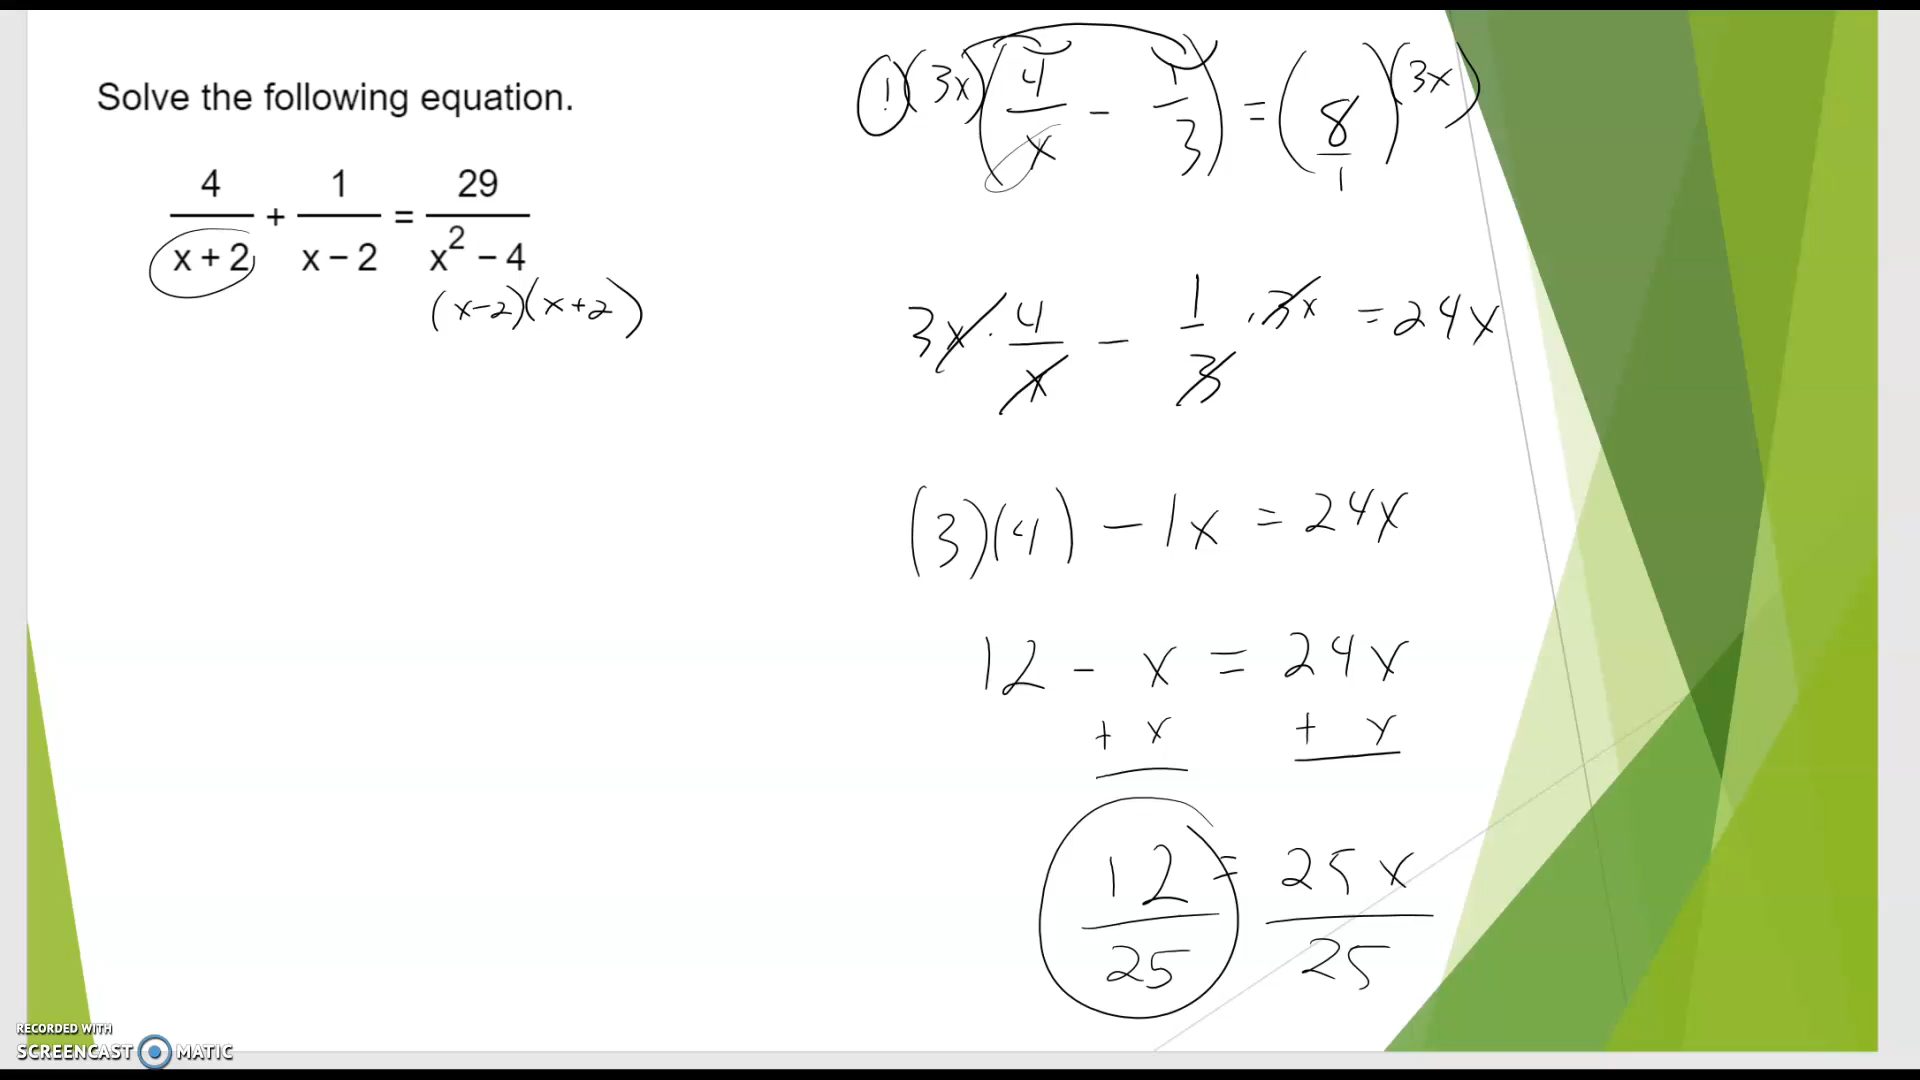 Solve the following equation.
4/(x + 2) + 1/(x − 2) = 29/(x² − 4)
(x-2)(x+2)
1 (3x)(4/x - 1/3) = (8/1)(3x)
3x · 4/x - 1/3 · 3x = 24x
(3)(4) - 1x = 24x
12 - x = 24x
+ x + x
12/25 = 25x/25
RECORDED WITH
SCREENCAST MATIC